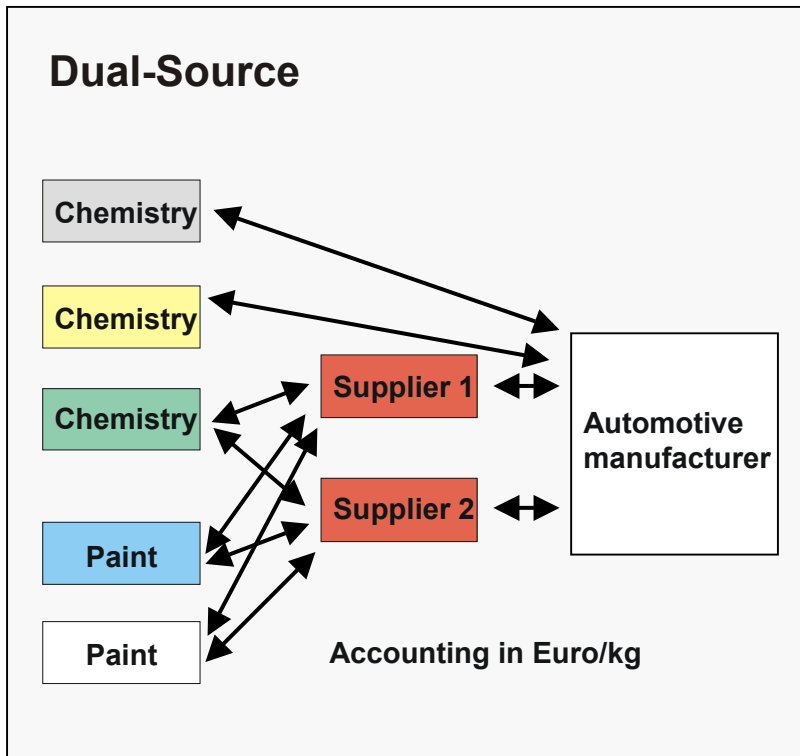 Dual-Source
Chemistry
Chemistry
Chemistry
Supplier 1
Automotive
manufacturer
Supplier 2
Paint
Paint
Accounting in Euro/kg